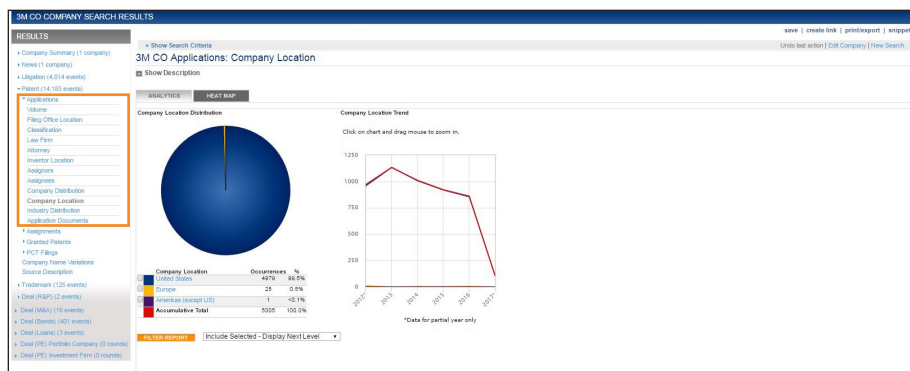 3M CO COMPANY SEARCH RESULTS
save | create link | print/export | snippet
RESULTS
+ Show Search Criteria
Undo last action | Edit Company | New Search
Company Summary (1 company)
News (1 company)
Litigation (4,014 events)
Patent (14,183 events)
Applications
Volume
Filing Office Location
Classification
Law Firm
Attorney
Inventor Location
Assignors
Assignees
Company Distribution
Company Location
Industry Distribution
Application Documents
Assignments
Granted Patents
PCT Filings
Company Name Variations
Source Description
Trademark (125 events)
Deal (R&P) (2 events)
Deal (M&A) (16 events)
Deal (Bonds) (401 events)
Deal (Loans) (3 events)
Deal (PE) Portfolio Company (0 rounds)
Deal (PE) Investment Firm (0 rounds)
3M CO Applications: Company Location
Show Description
ANALYTICS HEAT MAP
Company Location Distribution
Company Location Occurrences %
United States 4979 99.5%
Europe 25 0.5%
Americas (except US) 1 <0.1%
Accumulative Total 5005 100.0%
FILTER REPORT Include Selected - Display Next Level
Company Location Trend
Click on chart and drag mouse to zoom in.
1250
1000
750
500
250
0
2012* 2013 2014 2015 2016 2017*
*Data for partial year only